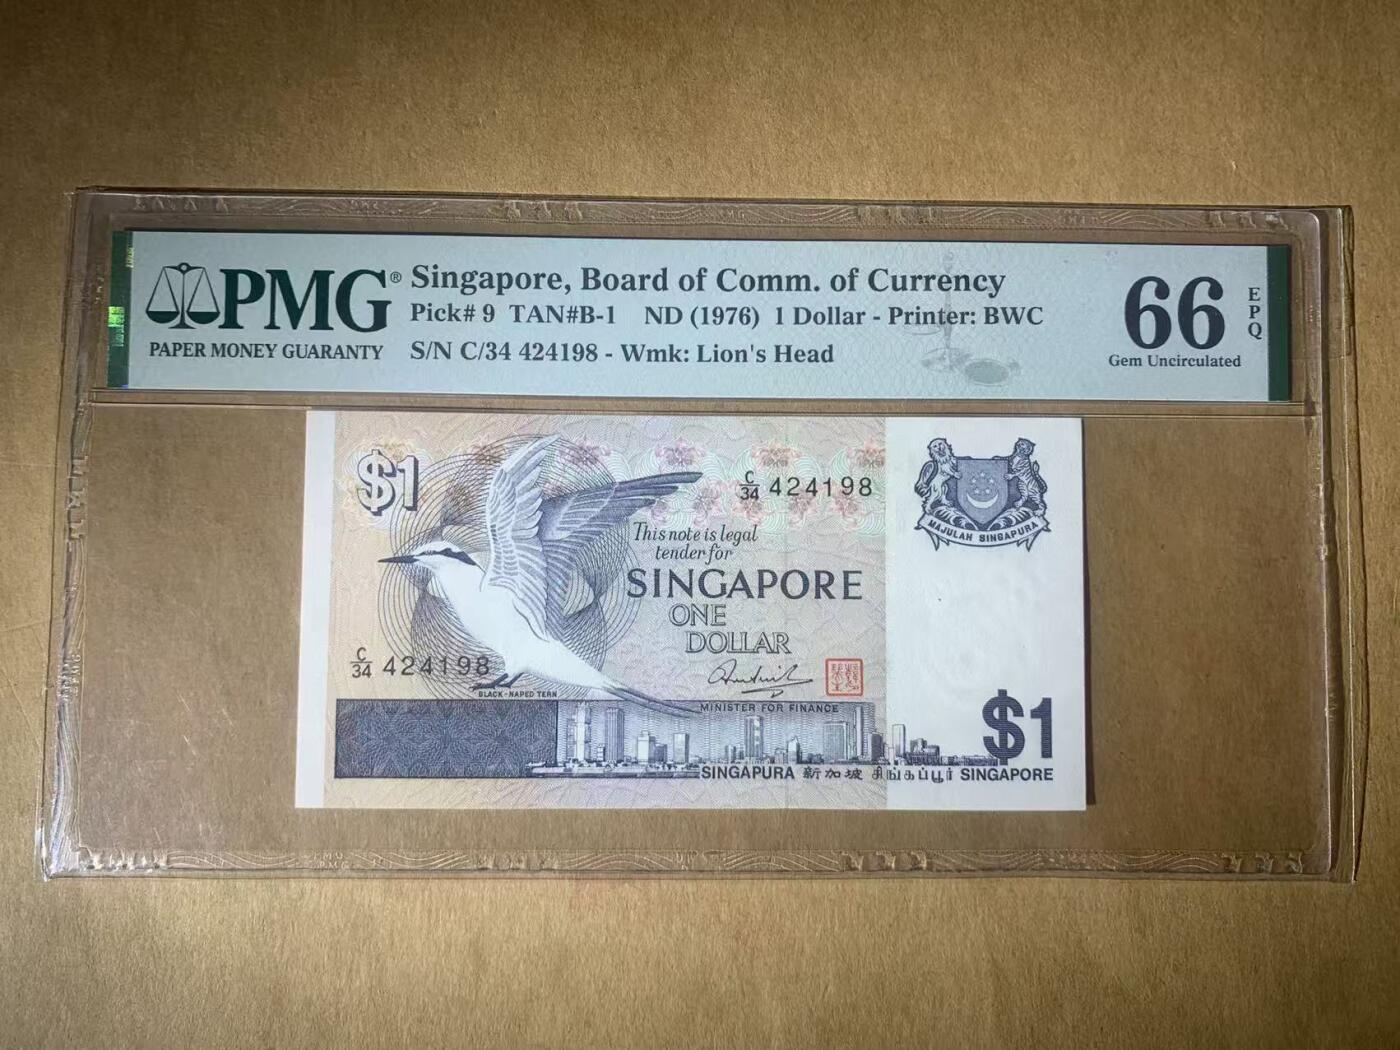 PMG®
PAPER MONEY GUARANTY
Singapore, Board of Comm. of Currency
Pick# 9 TAN#B-1 ND (1976) 1 Dollar - Printer: BWC
S/N C/34 424198 - Wmk: Lion's Head
66
EPQ
Gem Uncirculated
$1
C/34 424198
MAJULAH SINGAPURA
This note is legal
tender for
SINGAPORE
ONE
DOLLAR
C/34 424198
BLACK-NAPED TERN
MINISTER FOR FINANCE
$1
SINGAPURA 新加坡 சிங்கப்பூர் SINGAPORE